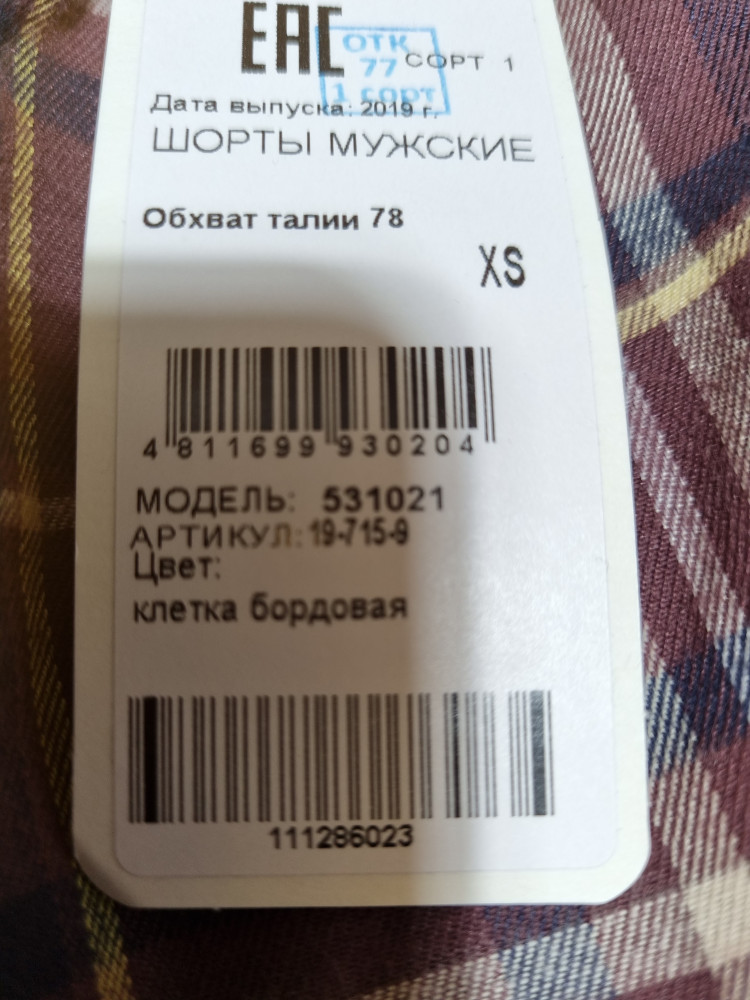 ЕАС
ОТК
77
1 сорт
СОРТ 1
Дата выпуска: 2019 г.
ШОРТЫ МУЖСКИЕ
Обхват талии 78
XS
4 811699 930204
МОДЕЛЬ: 531021
АРТИКУЛ: 19-715-9
Цвет:
клетка бордовая
111286023